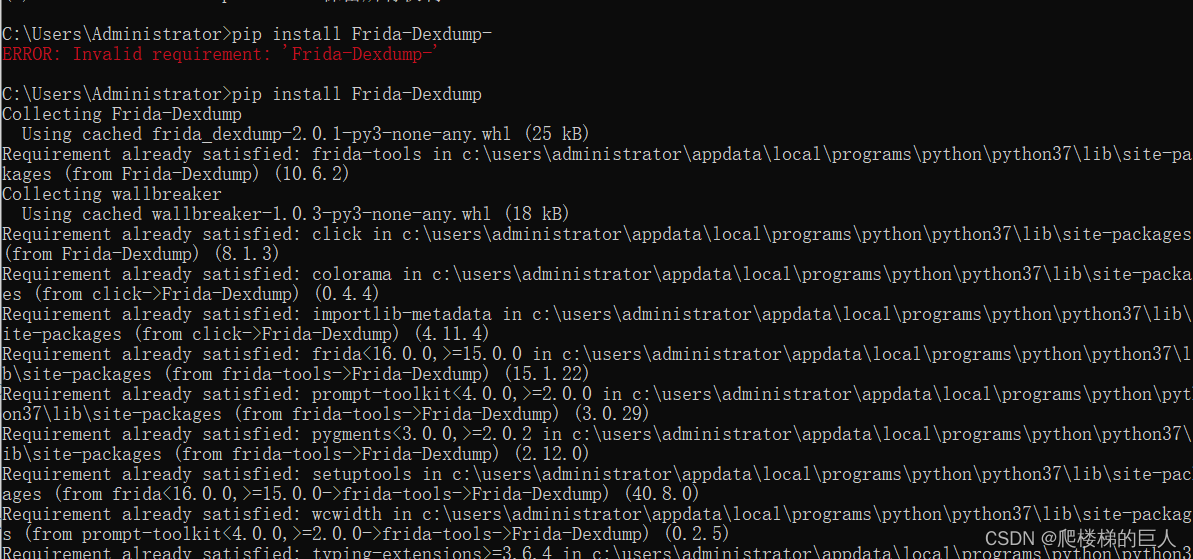 C:\Users\Administrator>pip install Frida-Dexdump-
ERROR: Invalid requirement: 'Frida-Dexdump-'
C:\Users\Administrator>pip install Frida-Dexdump
Collecting Frida-Dexdump
  Using cached frida_dexdump-2.0.1-py3-none-any.whl (25 kB)
Requirement already satisfied: frida-tools in c:\users\administrator\appdata\local\programs\python\python37\lib\site-pa
kages (from Frida-Dexdump) (10.6.2)
Collecting wallbreaker
  Using cached wallbreaker-1.0.3-py3-none-any.whl (18 kB)
Requirement already satisfied: click in c:\users\administrator\appdata\local\programs\python\python37\lib\site-packages
(from Frida-Dexdump) (8.1.3)
Requirement already satisfied: colorama in c:\users\administrator\appdata\local\programs\python\python37\lib\site-packa
es (from click->Frida-Dexdump) (0.4.4)
Requirement already satisfied: importlib-metadata in c:\users\administrator\appdata\local\programs\python\python37\lib\
ite-packages (from click->Frida-Dexdump) (4.11.4)
Requirement already satisfied: frida<16.0.0,>=15.0.0 in c:\users\administrator\appdata\local\programs\python\python37\l
b\site-packages (from frida-tools->Frida-Dexdump) (15.1.22)
Requirement already satisfied: prompt-toolkit<4.0.0,>=2.0.0 in c:\users\administrator\appdata\local\programs\python\pyt
on37\lib\site-packages (from frida-tools->Frida-Dexdump) (3.0.29)
Requirement already satisfied: pygments<3.0.0,>=2.0.2 in c:\users\administrator\appdata\local\programs\python\python37\
ib\site-packages (from frida-tools->Frida-Dexdump) (2.12.0)
Requirement already satisfied: setuptools in c:\users\administrator\appdata\local\programs\python\python37\lib\site-pac
ages (from frida<16.0.0,>=15.0.0->frida-tools->Frida-Dexdump) (40.8.0)
Requirement already satisfied: wcwidth in c:\users\administrator\appdata\local\programs\python\python37\lib\site-packag
s (from prompt-toolkit<4.0.0,>=2.0.0->frida-tools->Frida-Dexdump) (0.2.5)
Requirement already satisfied: typing-extensions>=3.6.4 in c:\users\administrator\appdata\local\programs\python\python3
CSDN @爬楼梯的巨人